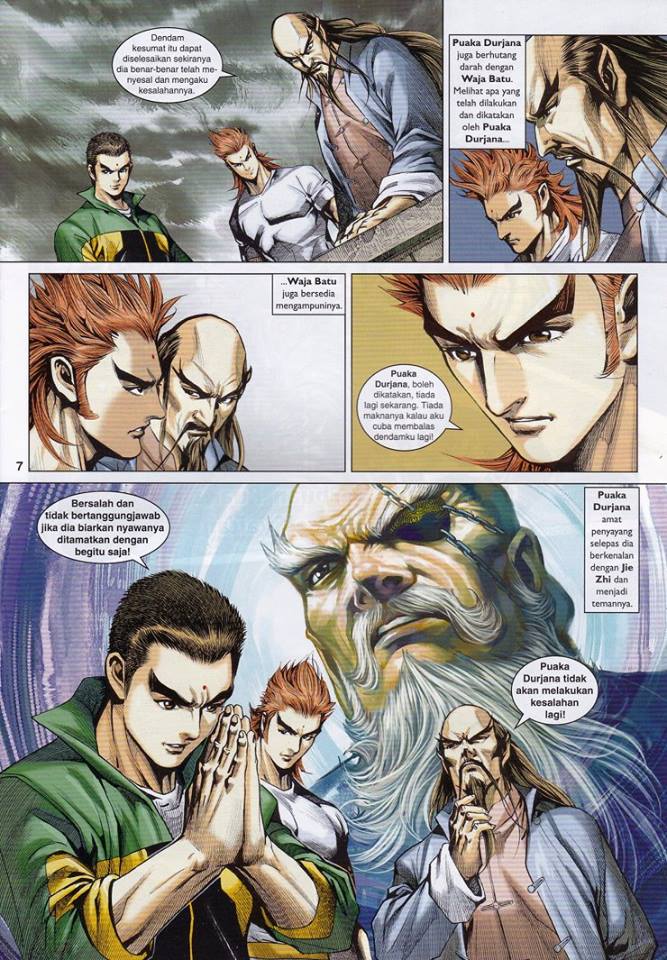 Dendam
kesumat itu dapat
diselesaikan sekiranya
dia benar-benar telah me-
nyesal dan mengaku
kesalahannya.
Puaka Durjana
juga berhutang
darah dengan
Waja Batu.
Melihat apa yang
telah dilakukan
dan dikatakan
oleh Puaka
Durjana...
...Waja Batu
juga bersedia
mengampuninya.
Puaka
Durjana, boleh
dikatakan, tiada
lagi sekarang. Tiada
maknanya kalau aku
cuba membalas
dendamku lagi!
7
Bersalah dan
tidak bertanggungjawab
jika dia biarkan nyawanya
ditamatkan dengan
begitu saja!
Puaka
Durjana
amat
penyayang
selepas dia
berkenalan
dengan Jie
Zhi dan
menjadi
temannya.
Puaka
Durjana tidak
akan melakukan
kesalahan
lagi!